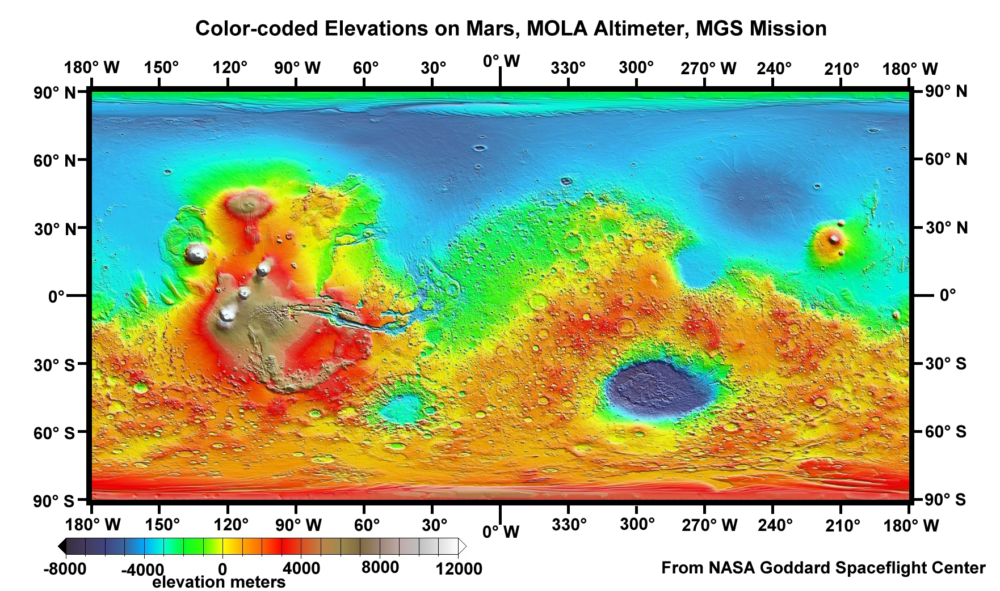 Color-coded Elevations on Mars, MOLA Altimeter, MGS Mission
180° W 150° 120° 90° W 60° 30° 0° W 330° 300° 270° W 240° 210° 180° W
90° N 90° N
60° N 60° N
30° N 30° N
0° 0°
30° S 30° S
60° S 60° S
90° S 90° S
180° W 150° 120° 90° W 60° 30° 0° W 330° 300° 270° W 240° 210° 180° W
-8000 -4000 0 4000 8000 12000
elevation meters
From NASA Goddard Spaceflight Center